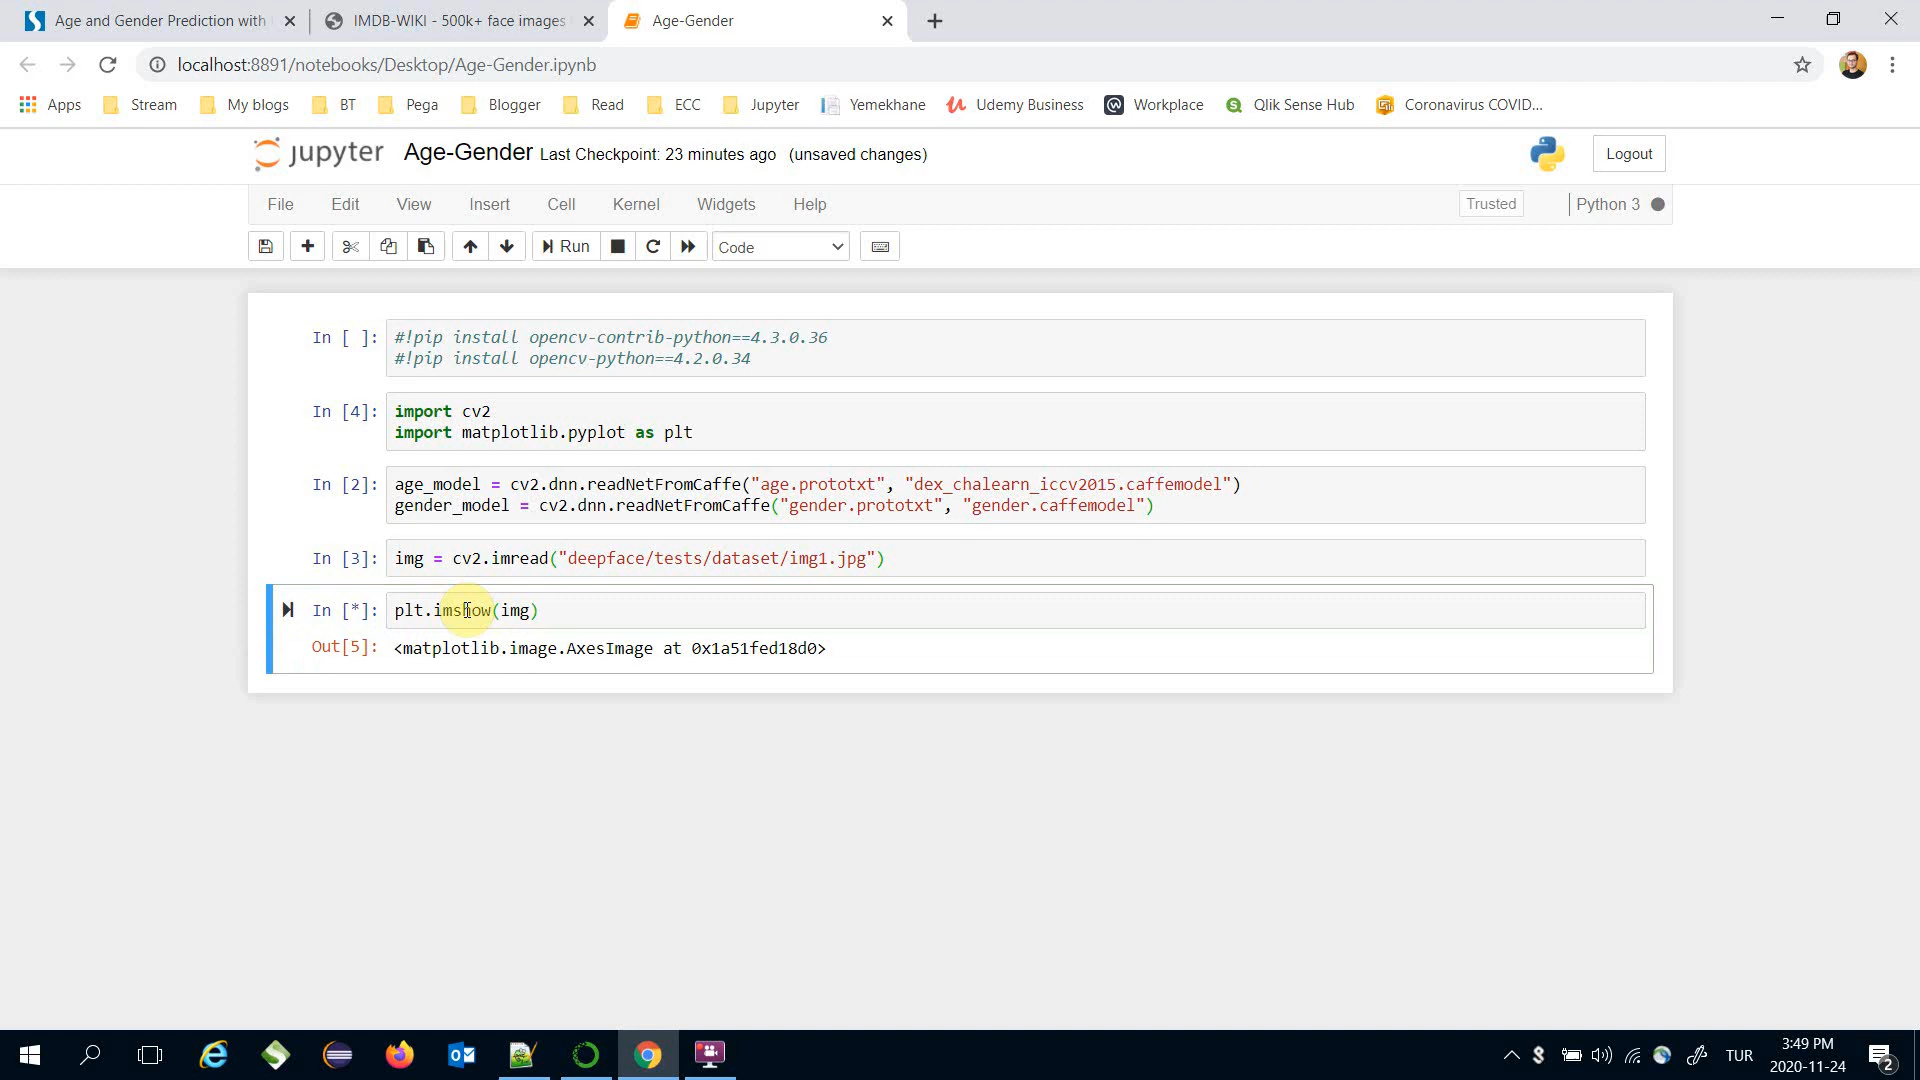 Age and Gender Prediction with
IMDB-WIKI - 500k+ face images
Age-Gender
localhost:8891/notebooks/Desktop/Age-Gender.ipynb
Apps
Stream
My blogs
BT
Pega
Blogger
Read
ECC
Jupyter
Yemekhane
Udemy Business
Workplace
Qlik Sense Hub
Coronavirus COVID...
jupyter Age-Gender Last Checkpoint: 23 minutes ago (unsaved changes)
Logout
File Edit View Insert Cell Kernel Widgets Help
Trusted
Python 3
Run
Code
In [ ]: #!pip install opencv-contrib-python==4.3.0.36
#!pip install opencv-python==4.2.0.34
In [4]: import cv2
import matplotlib.pyplot as plt
In [2]: age_model = cv2.dnn.readNetFromCaffe("age.prototxt", "dex_chalearn_iccv2015.caffemodel")
gender_model = cv2.dnn.readNetFromCaffe("gender.prototxt", "gender.caffemodel")
In [3]: img = cv2.imread("deepface/tests/dataset/img1.jpg")
In [*]: plt.imshow(img)
Out[5]: <matplotlib.image.AxesImage at 0x1a51fed18d0>
TUR
3:49 PM
2020-11-24
2